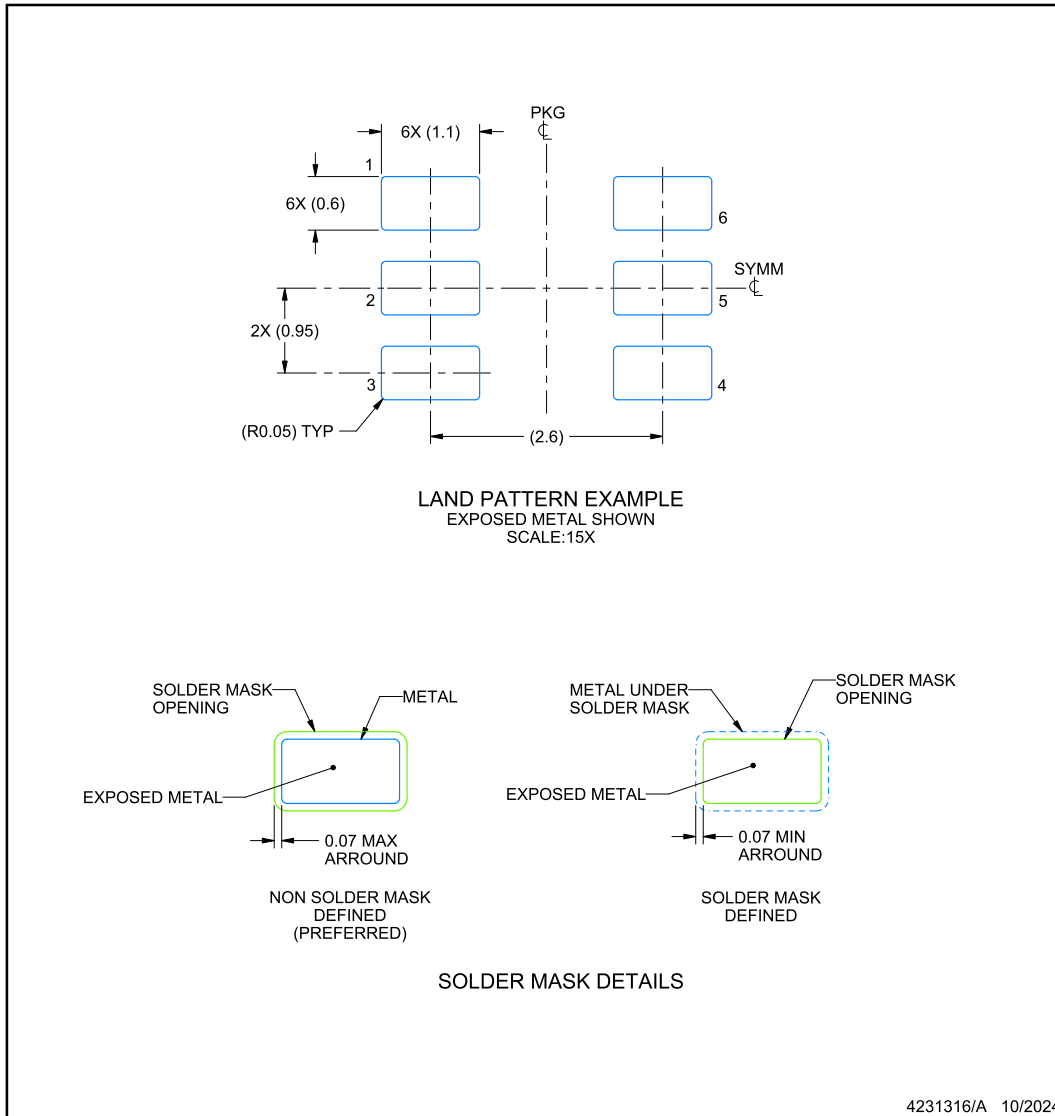 PKG
℄
6X (1.1)
1
6X (0.6)
6
SYMM
℄
2
5
2X (0.95)
3
4
(R0.05) TYP
(2.6)
LAND PATTERN EXAMPLE
EXPOSED METAL SHOWN
SCALE:15X
SOLDER MASK
OPENING
METAL
EXPOSED METAL
0.07 MAX
ARROUND
NON SOLDER MASK
DEFINED
(PREFERRED)
METAL UNDER
SOLDER MASK
SOLDER MASK
OPENING
EXPOSED METAL
0.07 MIN
ARROUND
SOLDER MASK
DEFINED
SOLDER MASK DETAILS
4231316/A 10/2024